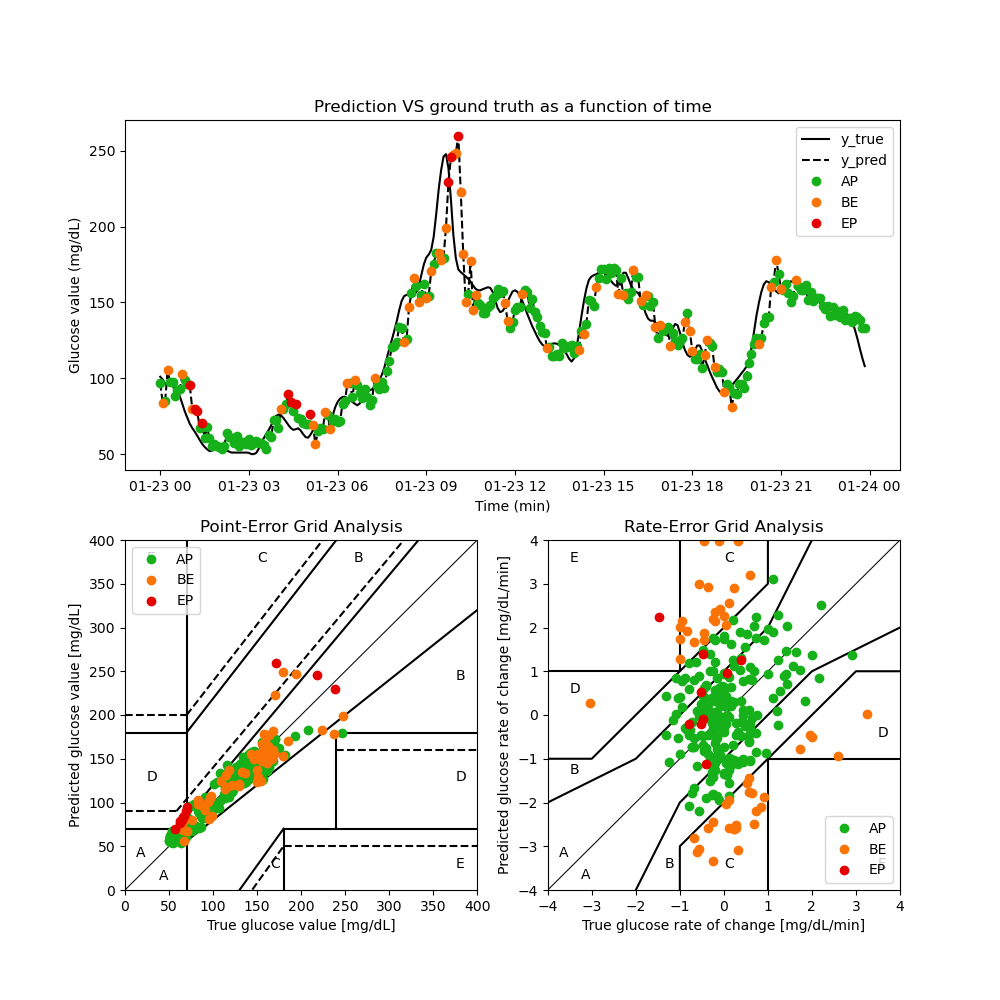 Prediction VS ground truth as a function of time
Glucose value (mg/dL)
250
200
150
100
50
y_true
y_pred
AP
BE
EP
01-23 00 01-23 03 01-23 06 01-23 09 01-23 12 01-23 15 01-23 18 01-23 21 01-24 00
Time (min)
Point-Error Grid Analysis
Predicted glucose value [mg/dL]
400
350
300
250
200
150
100
50
0
AP
BE
EP
C
B
B
D
D
A
A
C
E
0 50 100 150 200 250 300 350 400
True glucose value [mg/dL]
Rate-Error Grid Analysis
Predicted glucose rate of change [mg/dL/min]
4
3
2
1
0
−1
−2
−3
−4
E
C
D
D
B
A
A
B
C
AP
BE
EP
−4 −3 −2 −1 0 1 2 3 4
True glucose rate of change [mg/dL/min]